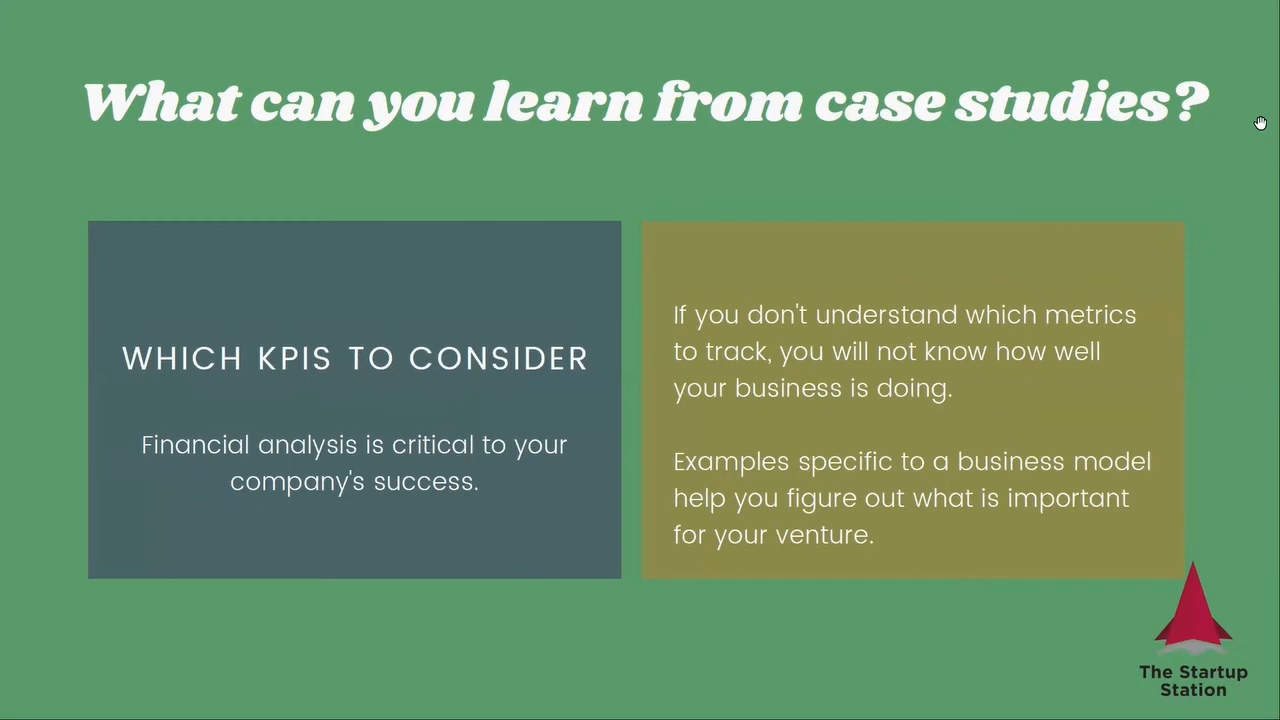 What can you learn from case studies?
WHICH KPIS TO CONSIDER
Financial analysis is critical to your
company's success.
If you don't understand which metrics
to track, you will not know how well
your business is doing.
Examples specific to a business model
help you figure out what is important
for your venture.
The Startup
Station